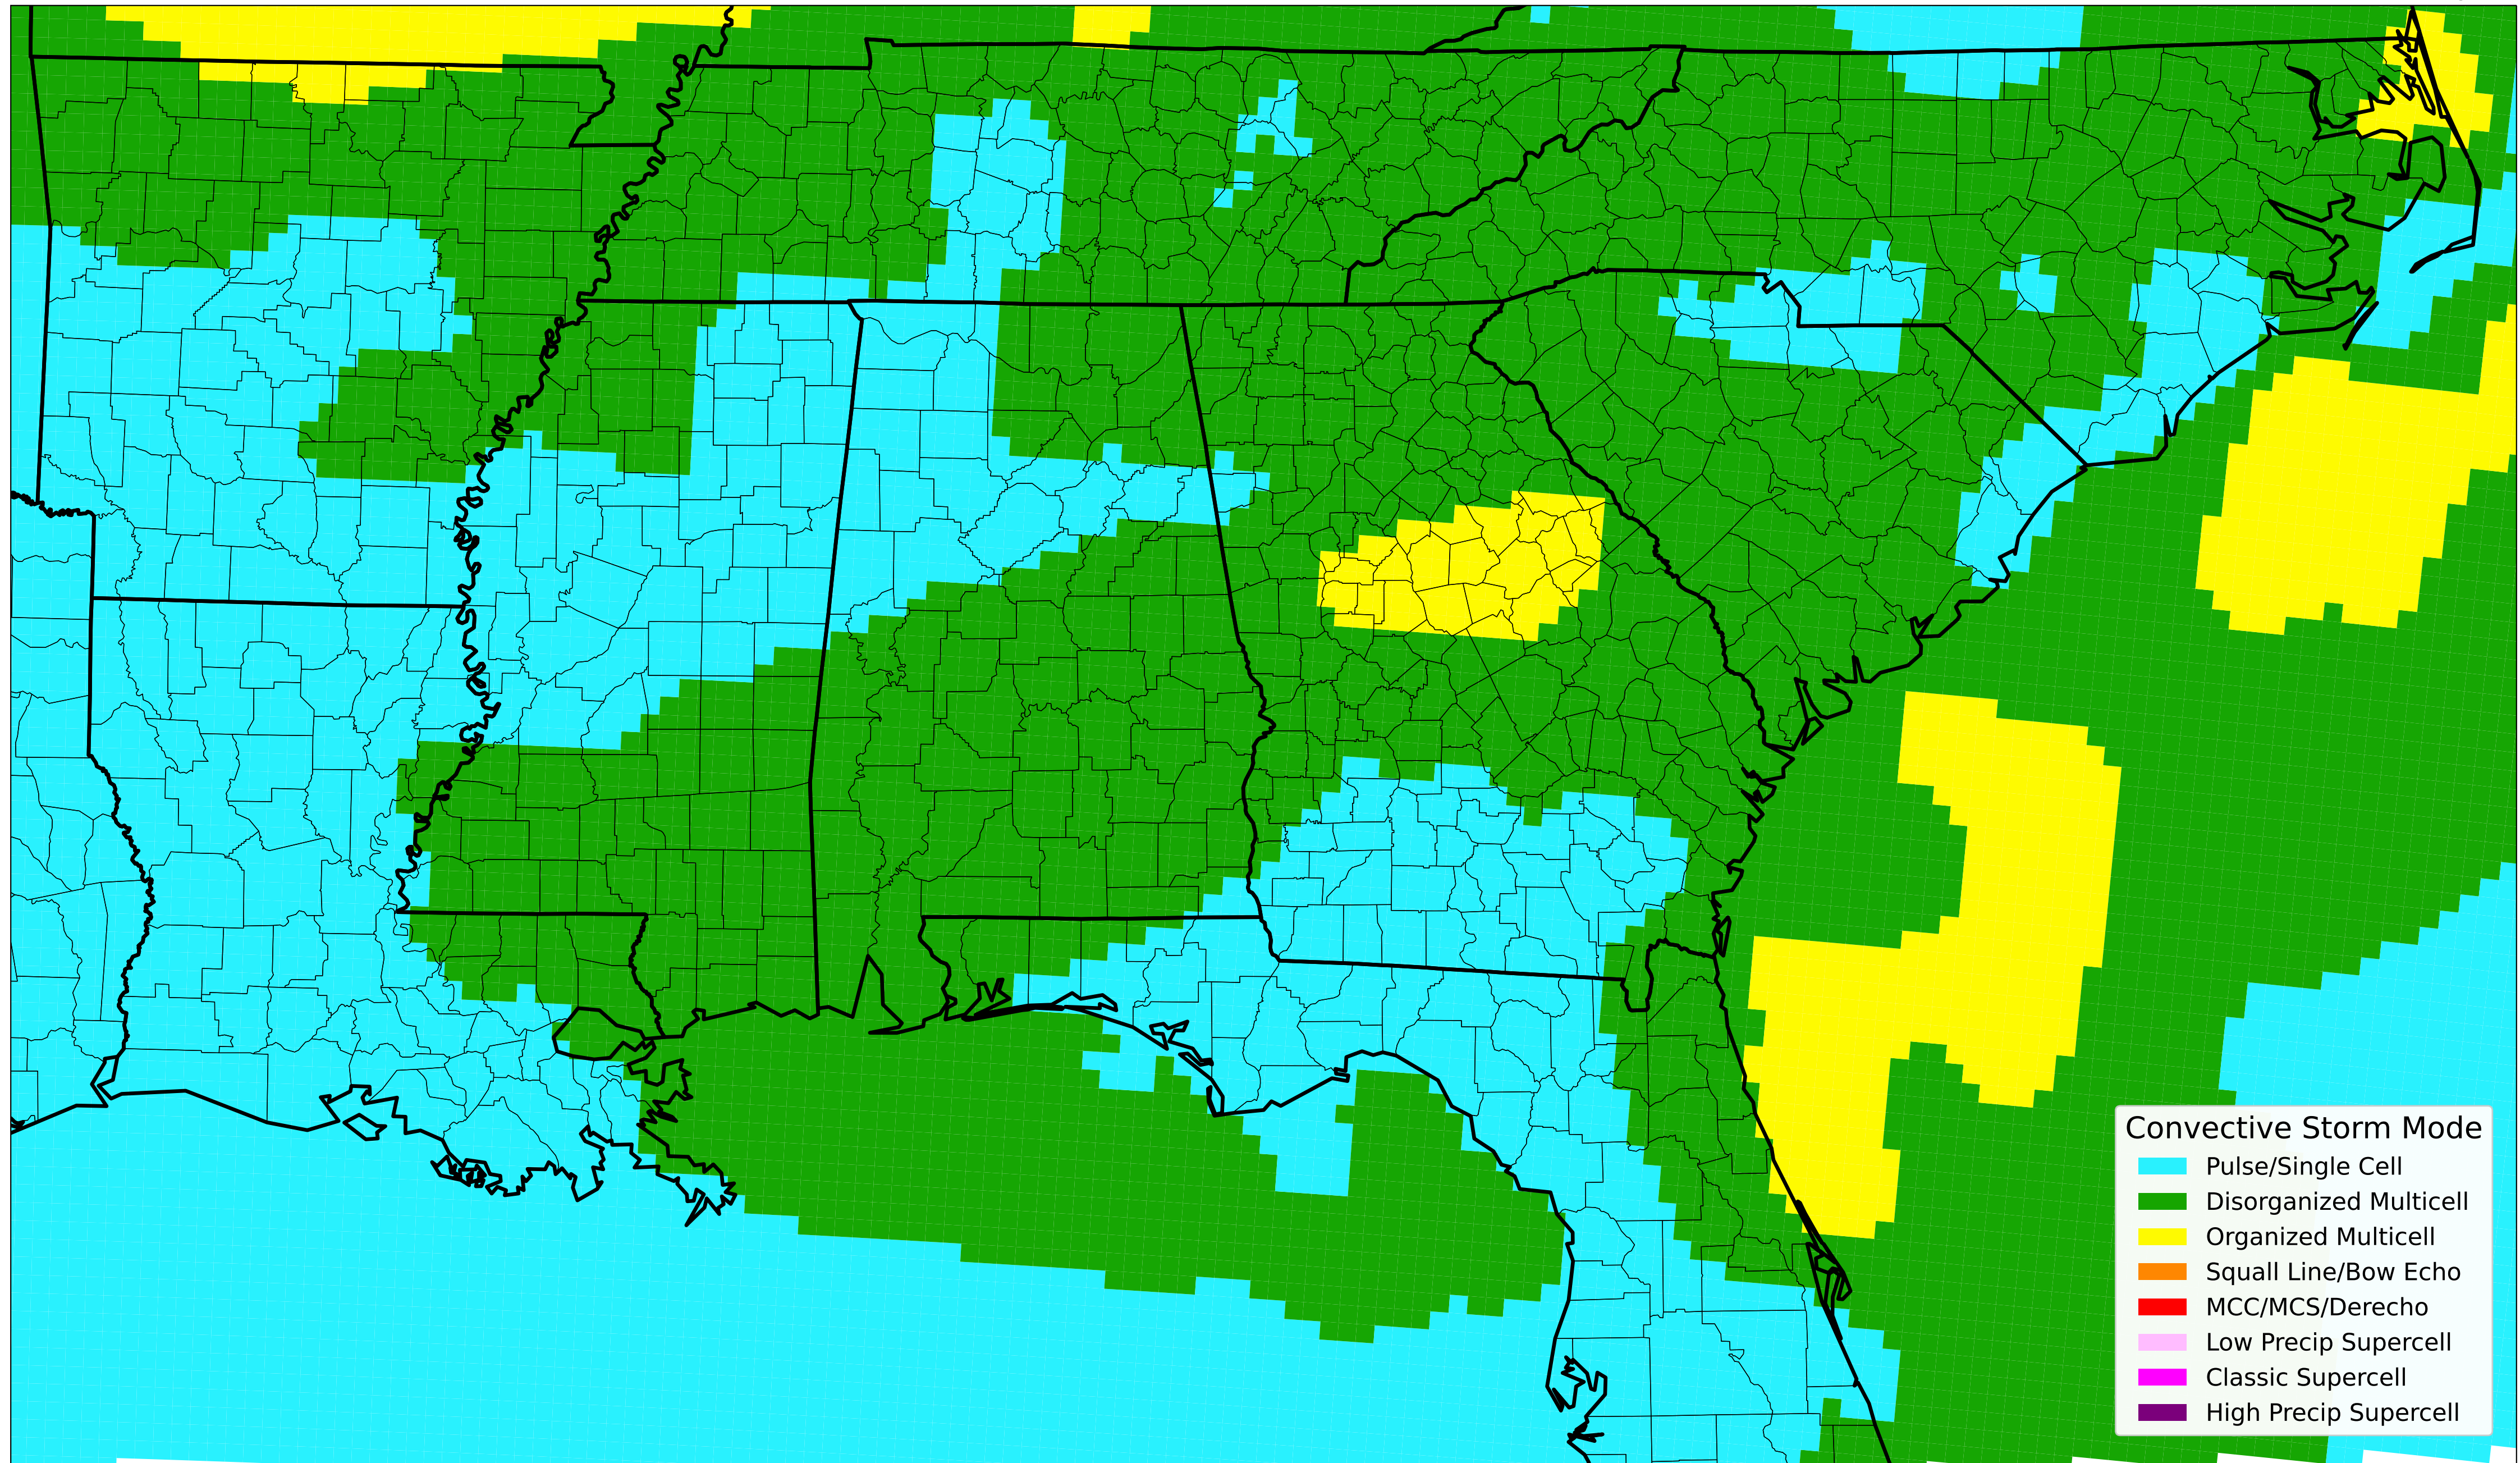 Convective Storm Mode
Pulse/Single Cell
Disorganized Multicell
Organized Multicell
Squall Line/Bow Echo
MCC/MCS/Derecho
Low Precip Supercell
Classic Supercell
High Precip Supercell